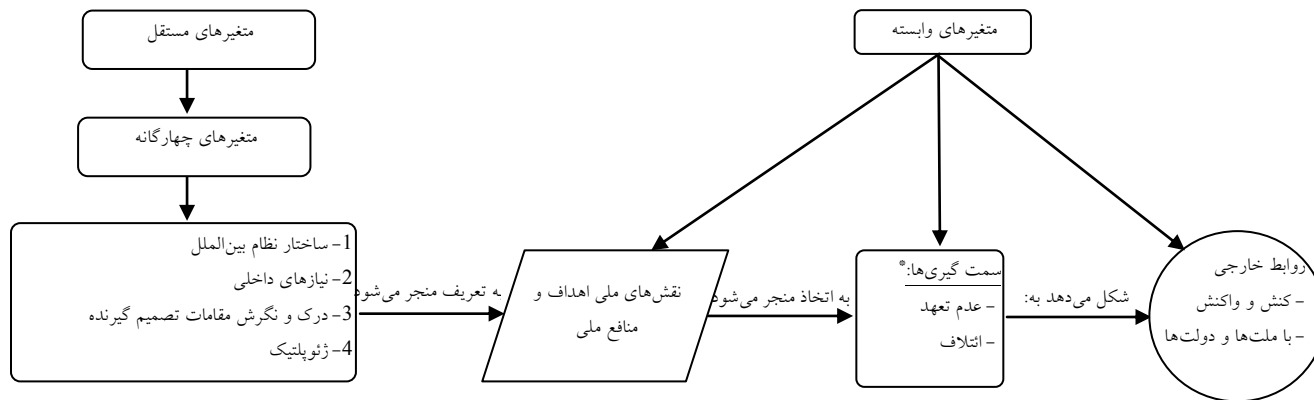 متغیرهای مستقل
متغیرهای وابسته
متغیرهای چهارگانه
1- ساختار نظام بین‌الملل
2- نیازهای داخلی
3- درک و نگرش مقامات تصمیم گیرنده
4- ژئوپلتیک
به تعریف منجر می‌شود
نقش‌های ملی اهداف و
منافع ملی
به اتخاذ منجر می‌شود
سمت گیری‌ها:*
- عدم تعهد
- ائتلاف
شکل می‌دهد به:
روابط خارجی
- کنش و واکنش
- با ملت‌ها و دولت‌ها